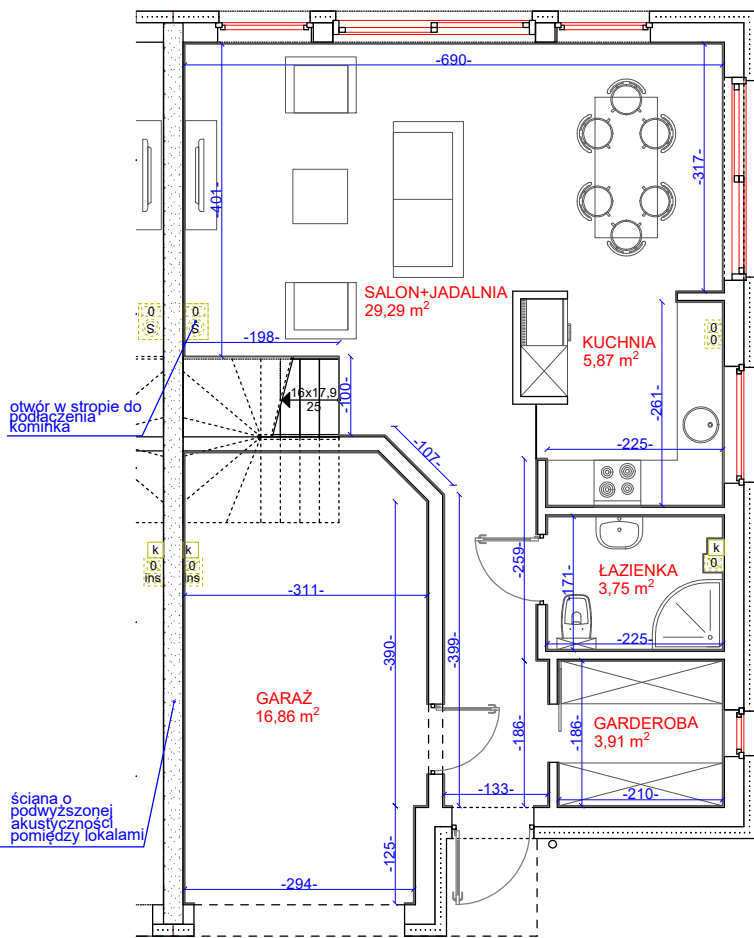 -690-
-401-
-317-
SALON+JADALNIA
29,29 m²
0
S
0
S
KUCHNIA
5,87 m²
0
0
-198-
16x17,9
25
-100-
-261-
otwór w stropie do
podłączenia
kominka
-107-
-225-
k
0
ins
k
0
ins
-259-
-171-
ŁAZIENKA
3,75 m²
k
0
-311-
-390-
-399-
-225-
GARAŻ
16,86 m²
-186-
-186-
GARDEROBA
3,91 m²
-133-
-210-
ściana o
podwyższonej
akustyczności
pomiędzy lokalami
-125-
-294-